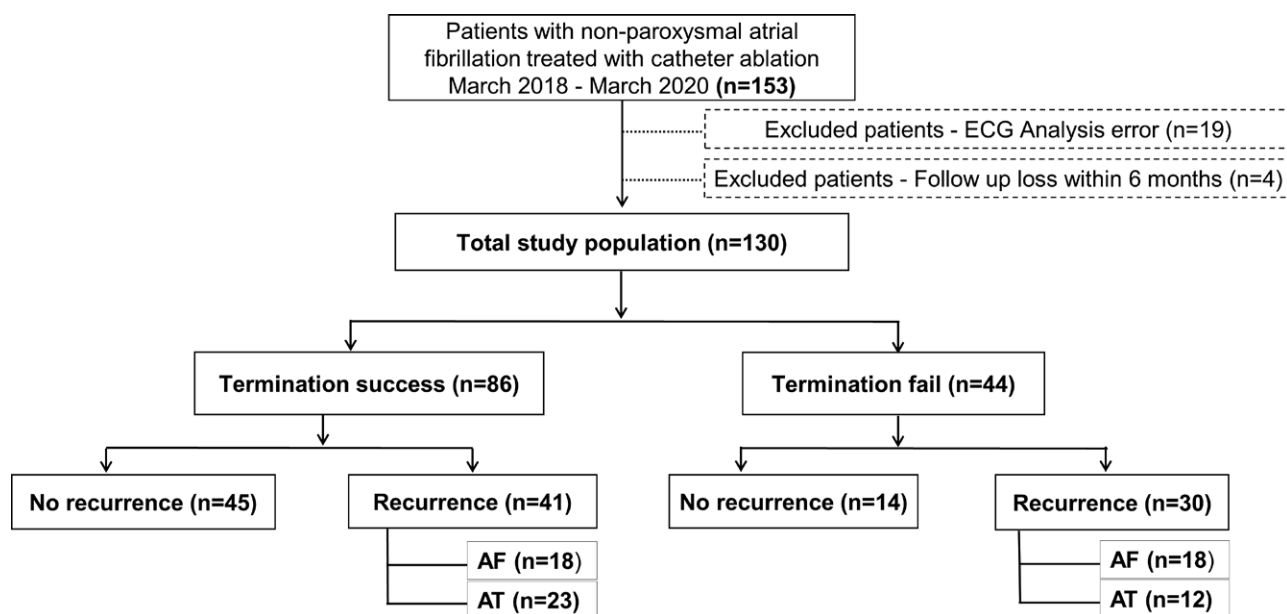 Patients with non-paroxysmal atrial
fibrillation treated with catheter ablation
March 2018 - March 2020 (n=153)
Excluded patients - ECG Analysis error (n=19)
Excluded patients - Follow up loss within 6 months (n=4)
Total study population (n=130)
Termination success (n=86)
Termination fail (n=44)
No recurrence (n=45)
Recurrence (n=41)
No recurrence (n=14)
Recurrence (n=30)
AF (n=18)
AT (n=23)
AF (n=18)
AT (n=12)